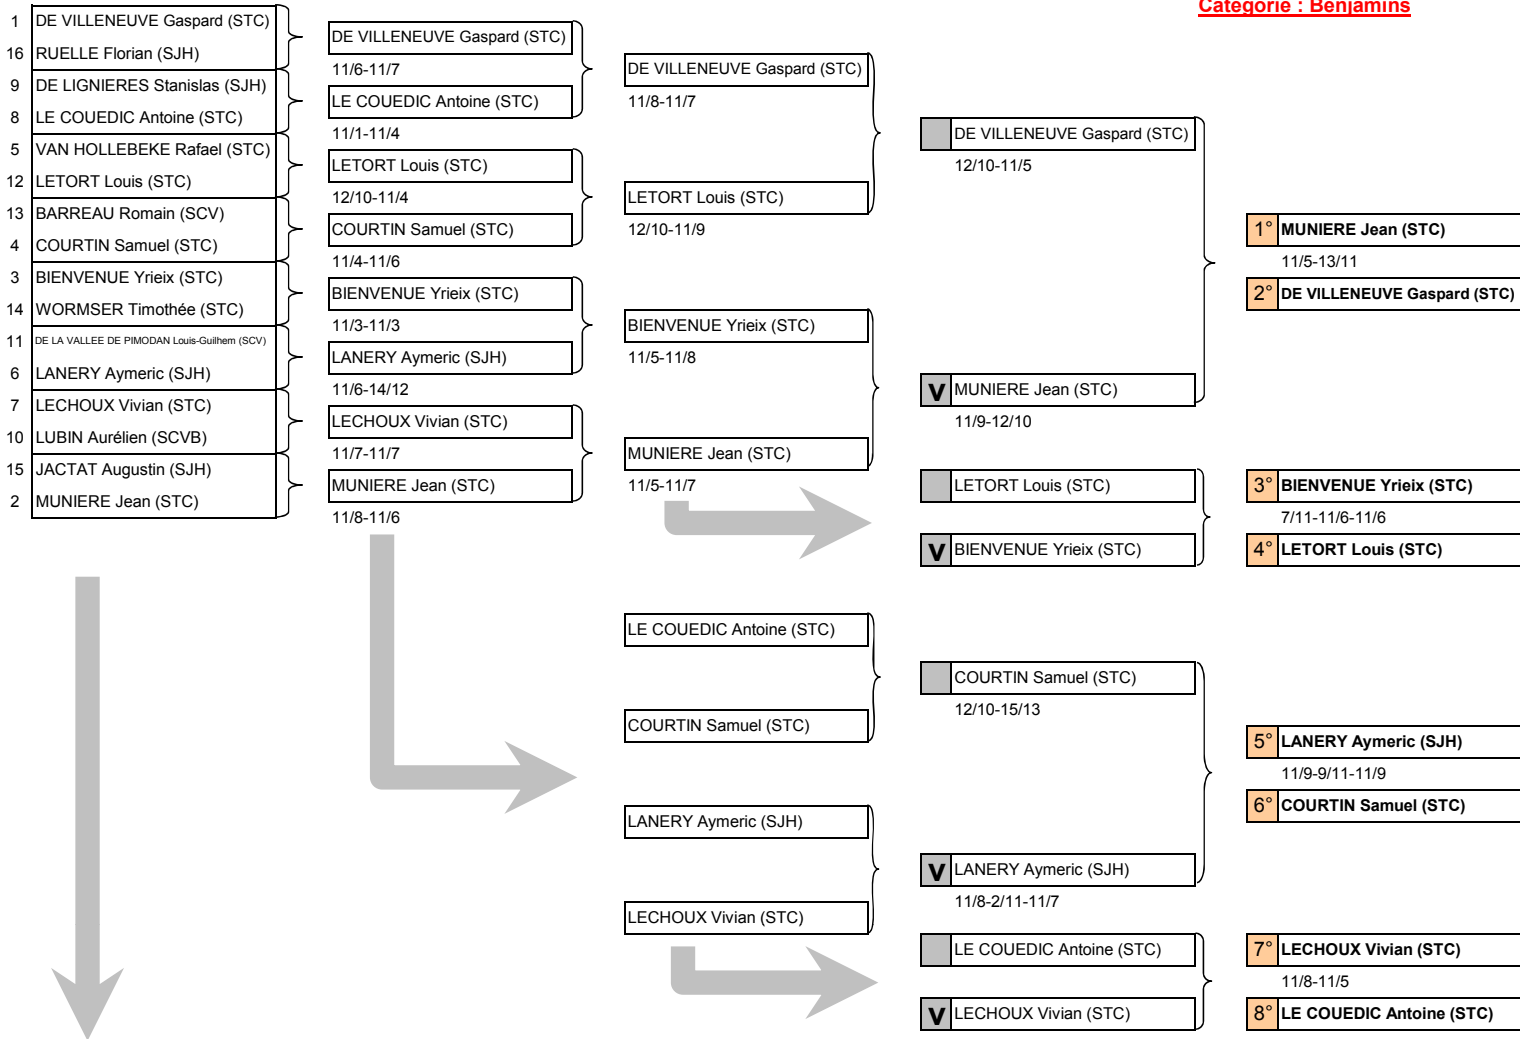 Catégorie : Benjamins
1 DE VILLENEUVE Gaspard (STC)
16 RUELLE Florian (SJH)
9 DE LIGNIERES Stanislas (SJH)
8 LE COUEDIC Antoine (STC)
5 VAN HOLLEBEKE Rafael (STC)
12 LETORT Louis (STC)
13 BARREAU Romain (SCV)
4 COURTIN Samuel (STC)
3 BIENVENUE Yrieix (STC)
14 WORMSER Timothée (STC)
11 DE LA VALLEE DE PIMODAN Louis-Guilhem (SCV)
6 LANERY Aymeric (SJH)
7 LECHOUX Vivian (STC)
10 LUBIN Aurélien (SCVB)
15 JACTAT Augustin (SJH)
2 MUNIERE Jean (STC)
DE VILLENEUVE Gaspard (STC)
11/6-11/7
LE COUEDIC Antoine (STC)
11/1-11/4
LETORT Louis (STC)
12/10-11/4
COURTIN Samuel (STC)
11/4-11/6
BIENVENUE Yrieix (STC)
11/3-11/3
LANERY Aymeric (SJH)
11/6-14/12
LECHOUX Vivian (STC)
11/7-11/7
MUNIERE Jean (STC)
11/8-11/6
DE VILLENEUVE Gaspard (STC)
11/8-11/7
LETORT Louis (STC)
12/10-11/9
BIENVENUE Yrieix (STC)
11/5-11/8
MUNIERE Jean (STC)
11/5-11/7
LE COUEDIC Antoine (STC)
COURTIN Samuel (STC)
LANERY Aymeric (SJH)
LECHOUX Vivian (STC)
DE VILLENEUVE Gaspard (STC)
12/10-11/5
V MUNIERE Jean (STC)
11/9-12/10
LETORT Louis (STC)
V BIENVENUE Yrieix (STC)
COURTIN Samuel (STC)
12/10-15/13
V LANERY Aymeric (SJH)
11/8-2/11-11/7
LE COUEDIC Antoine (STC)
V LECHOUX Vivian (STC)
1° MUNIERE Jean (STC)
11/5-13/11
2° DE VILLENEUVE Gaspard (STC)
3° BIENVENUE Yrieix (STC)
7/11-11/6-11/6
4° LETORT Louis (STC)
5° LANERY Aymeric (SJH)
11/9-9/11-11/9
6° COURTIN Samuel (STC)
7° LECHOUX Vivian (STC)
11/8-11/5
8° LE COUEDIC Antoine (STC)